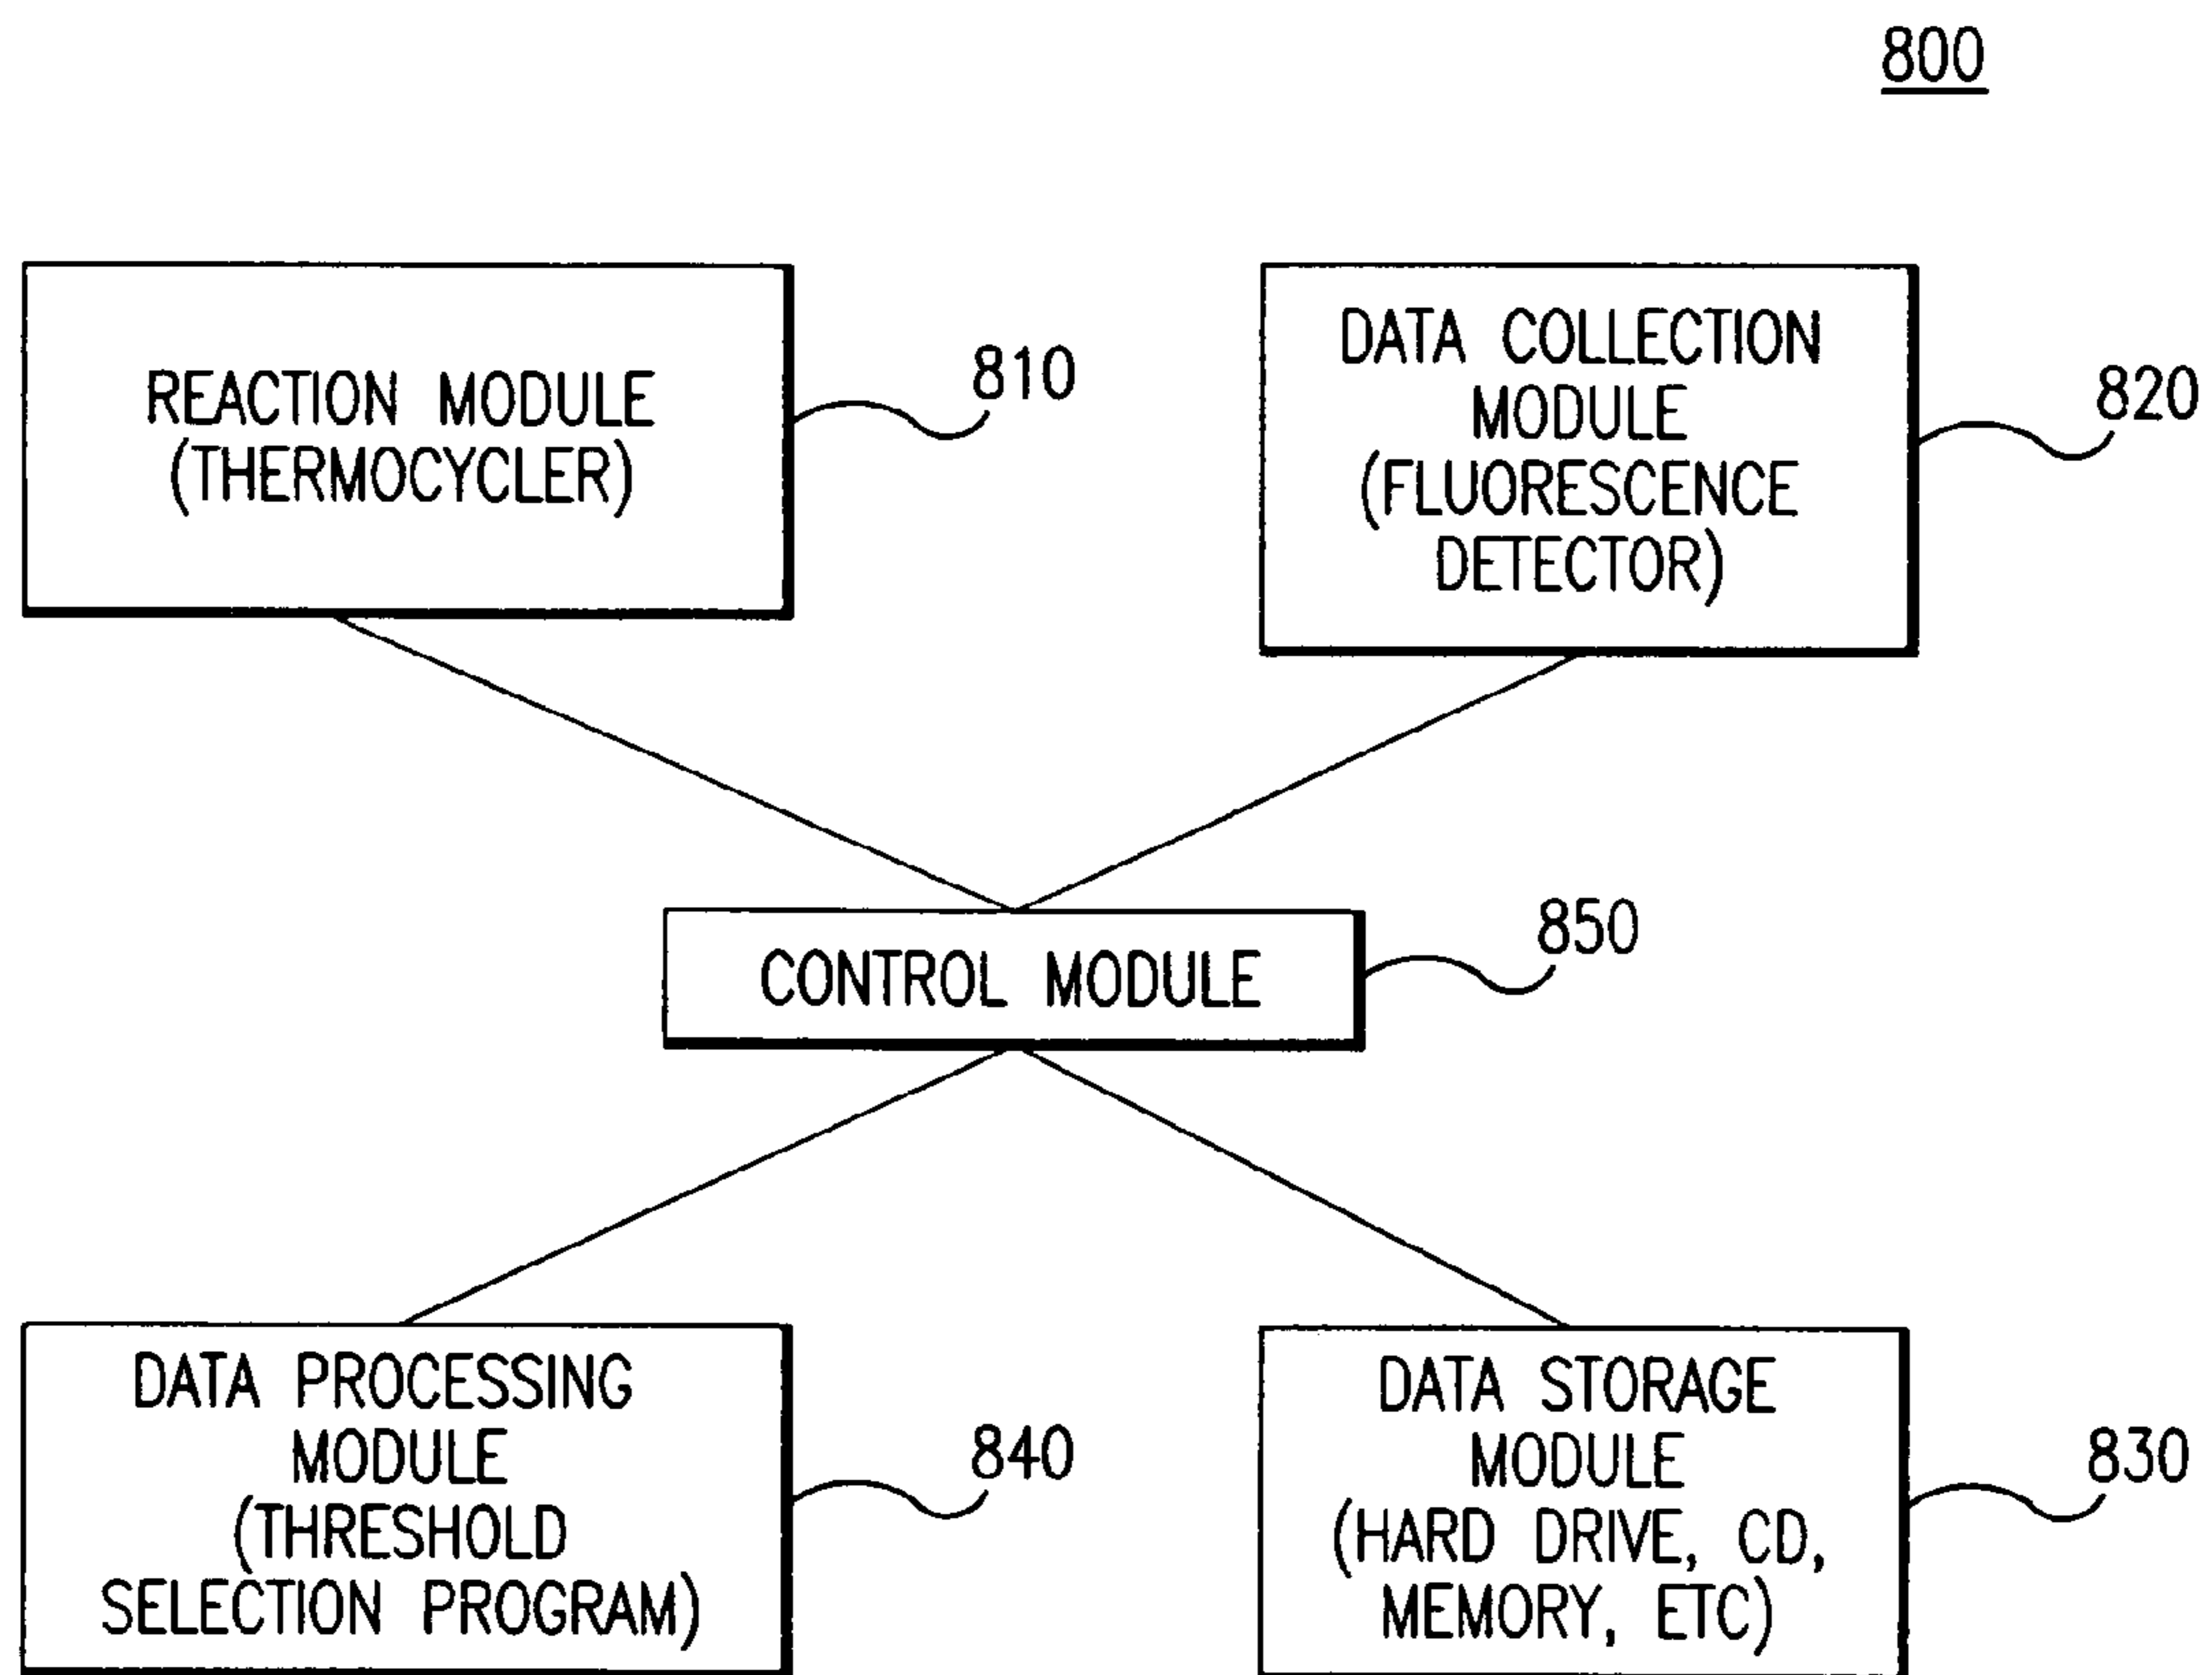 800
REACTION MODULE
(THERMOCYCLER)
810
DATA COLLECTION
MODULE
(FLUORESCENCE
DETECTOR)
820
CONTROL MODULE
850
DATA PROCESSING
MODULE
(THRESHOLD
SELECTION PROGRAM)
840
DATA STORAGE
MODULE
(HARD DRIVE, CD,
MEMORY, ETC)
830